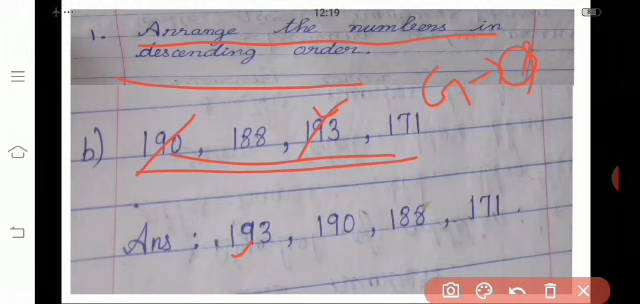 12:19
1. Arrange the numbers in
descending order.
b) 190, 188, 193, 171
Ans : 193, 190, 188, 171.